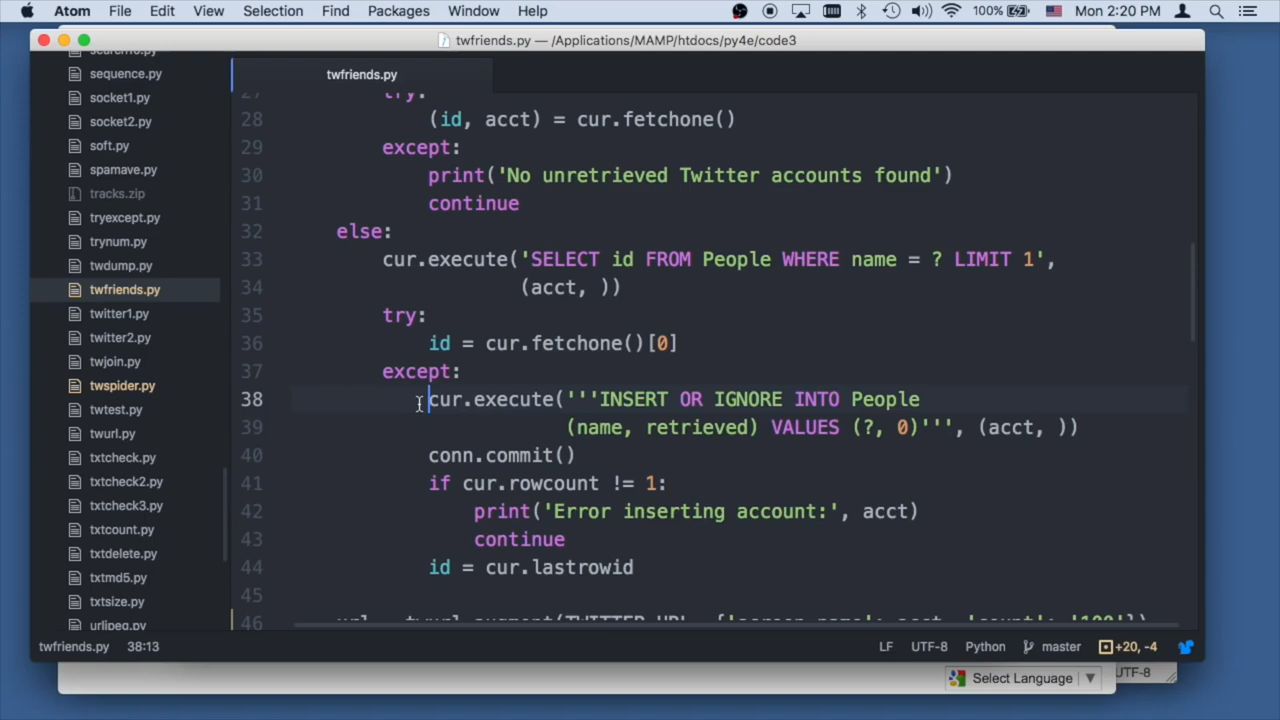 Atom File Edit View Selection Find Packages Window Help 100% Mon 2:20 PM
twfriends.py — /Applications/MAMP/htdocs/py4e/code3
twfriends.py
sequence.py
socket1.py
socket2.py
soft.py
spamave.py
tracks.zip
tryexcept.py
trynum.py
twdump.py
twfriends.py
twitter1.py
twitter2.py
twjoin.py
twspider.py
twtest.py
twurl.py
txtcheck.py
txtcheck2.py
txtcheck3.py
txtcount.py
txtdelete.py
txtmd5.py
txtsize.py
urljpeg.py
27 try:
28 (id, acct) = cur.fetchone()
29 except:
30 print('No unretrieved Twitter accounts found')
31 continue
32 else:
33 cur.execute('SELECT id FROM People WHERE name = ? LIMIT 1',
34 (acct, ))
35 try:
36 id = cur.fetchone()[0]
37 except:
38 cur.execute('''INSERT OR IGNORE INTO People
39 (name, retrieved) VALUES (?, 0)''', (acct, ))
40 conn.commit()
41 if cur.rowcount != 1:
42 print('Error inserting account:', acct)
43 continue
44 id = cur.lastrowid
45
46
twfriends.py 38:13 LF UTF-8 Python master +20, -4
Select Language ▼ UTF-8